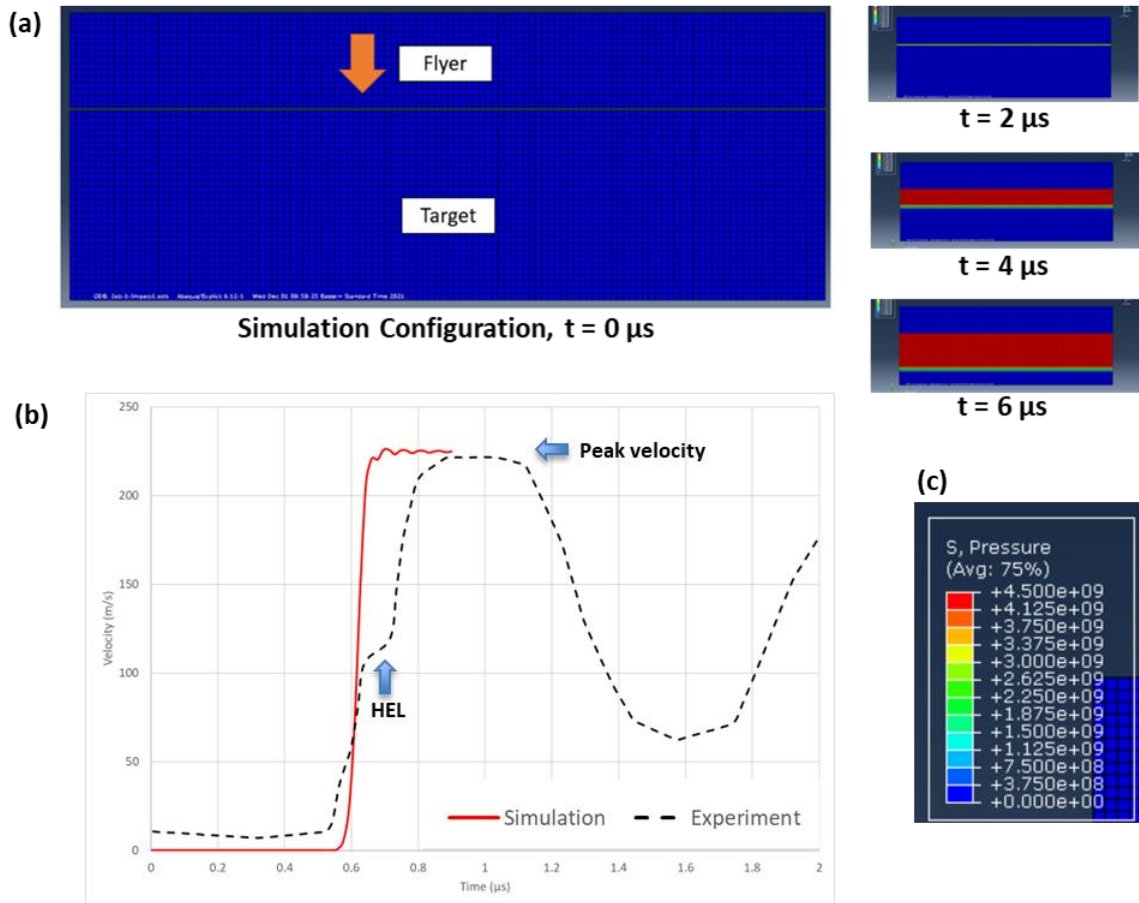 (a)
Flyer
Target
Simulation Configuration, t = 0 µs
t = 2 µs
t = 4 µs
t = 6 µs
(b)
250
200
150
100
50
0
Velocity (m/s)
Peak velocity
HEL
Simulation
Experiment
0
0.2
0.4
0.6
0.8
1
1.2
1.4
1.6
1.8
2
Time (µs)
(c)
S, Pressure
(Avg: 75%)
+4.500e+09
+4.125e+09
+3.750e+09
+3.375e+09
+3.000e+09
+2.625e+09
+2.250e+09
+1.875e+09
+1.500e+09
+1.125e+09
+7.500e+08
+3.750e+08
+0.000e+00